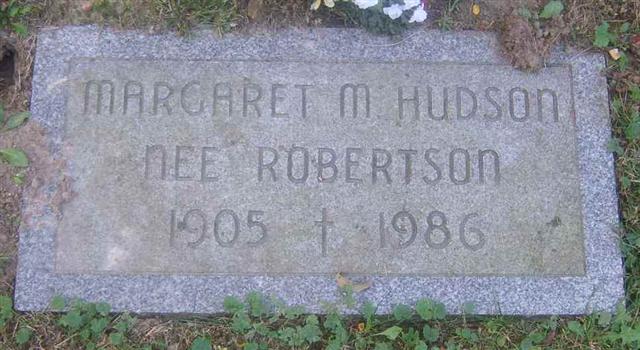 MARGARET M. HUDSON
NEE ROBERTSON
1905 † 1986